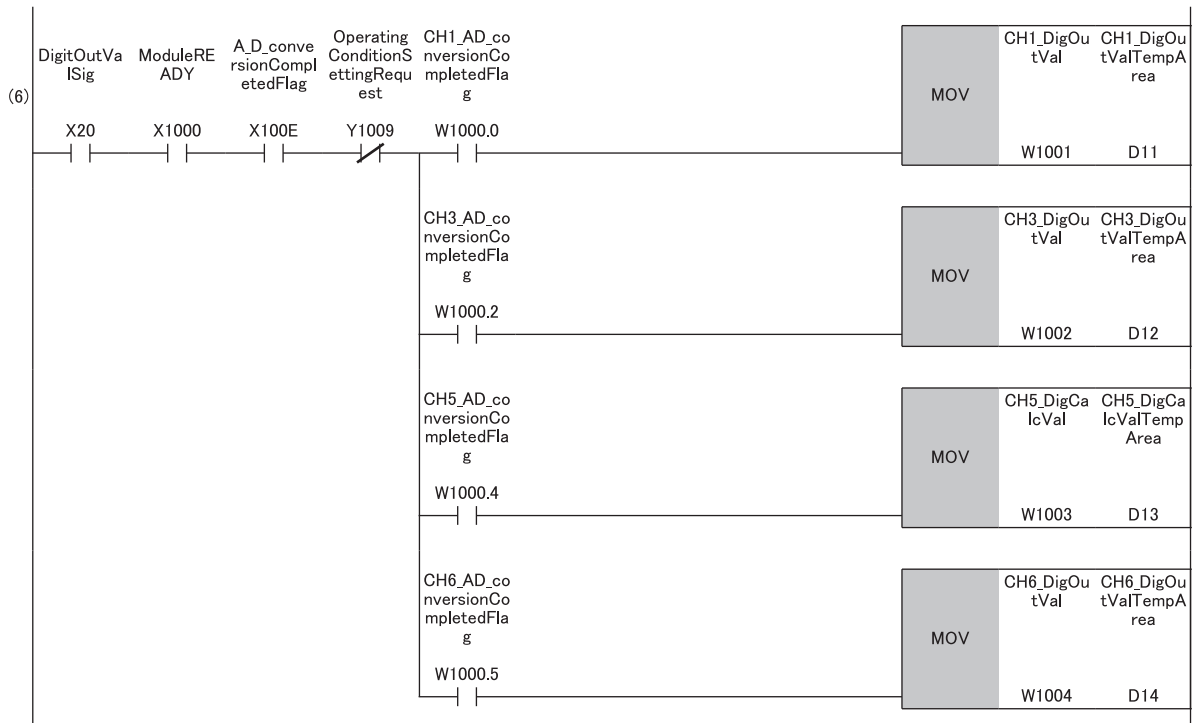 DigitOutVa
lSig
ModuleRE
ADY
A_D_conve
rsionCompl
etedFlag
Operating
ConditionS
ettingRequ
est
CH1_AD_co
nversionCo
mpletedFla
g
(6)
X20
X1000
X100E
Y1009
W1000.0
MOV
CH1_DigOu
tVal
CH1_DigOu
tValTempA
rea
W1001
D11
CH3_AD_co
nversionCo
mpletedFla
g
W1000.2
MOV
CH3_DigOu
tVal
CH3_DigOu
tValTempA
rea
W1002
D12
CH5_AD_co
nversionCo
mpletedFla
g
W1000.4
MOV
CH5_DigCa
lcVal
CH5_DigCa
lcValTemp
Area
W1003
D13
CH6_AD_co
nversionCo
mpletedFla
g
W1000.5
MOV
CH6_DigOu
tVal
CH6_DigOu
tValTempA
rea
W1004
D14